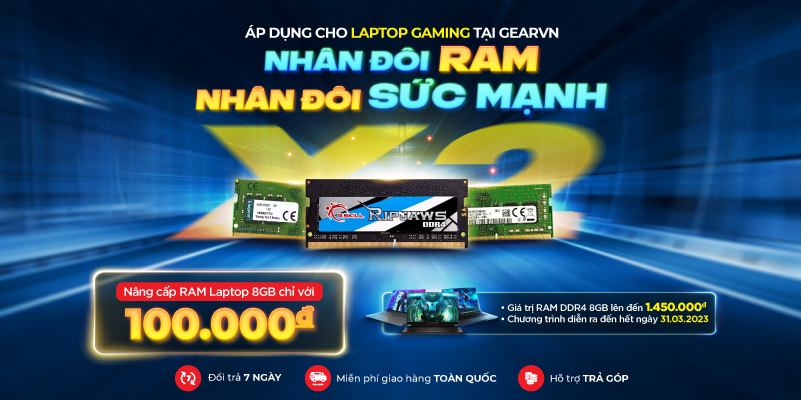 ÁP DỤNG CHO LAPTOP GAMING TẠI GEARVN
NHÂN ĐÔI RAM
NHÂN ĐÔI SỨC MẠNH
X2
G.SKILL RIPJAWS
DDR4
Nâng cấp RAM Laptop 8GB chỉ với
100.000đ
• Giá trị RAM DDR4 8GB lên đến 1.450.000đ
• Chương trình diễn ra đến hết ngày 31.03.2023
Đổi trả 7 NGÀY
Miễn phí giao hàng TOÀN QUỐC
Hỗ trợ TRẢ GÓP